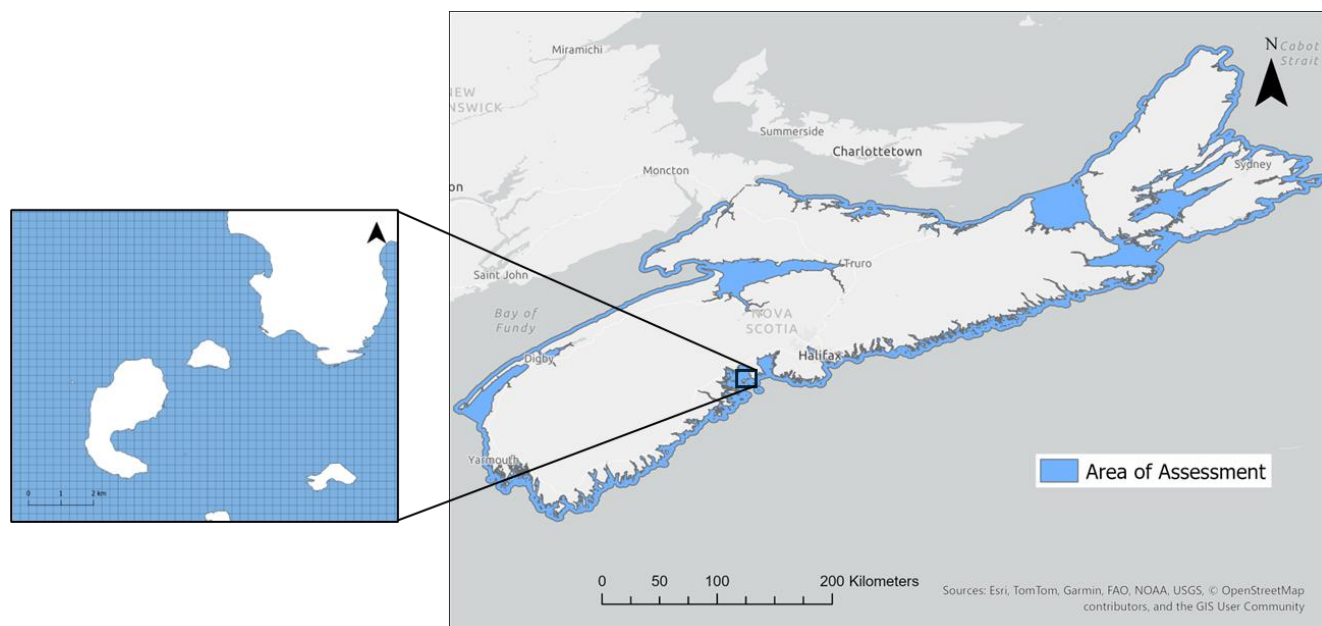 Miramichi
NEW
NSWICK
N
Cabot
Strait
Summerside
Charlottetown
Sydney
Moncton
on
Saint John
Truro
Bay of
Fundy
NOVA
SCOTIA
Halifax
Digby
Yarmouth
Area of Assessment
0 1 2 km
0 50 100 200 Kilometers
Sources: Esri, TomTom, Garmin, FAO, NOAA, USGS, © OpenStreetMap
contributors, and the GIS User Community